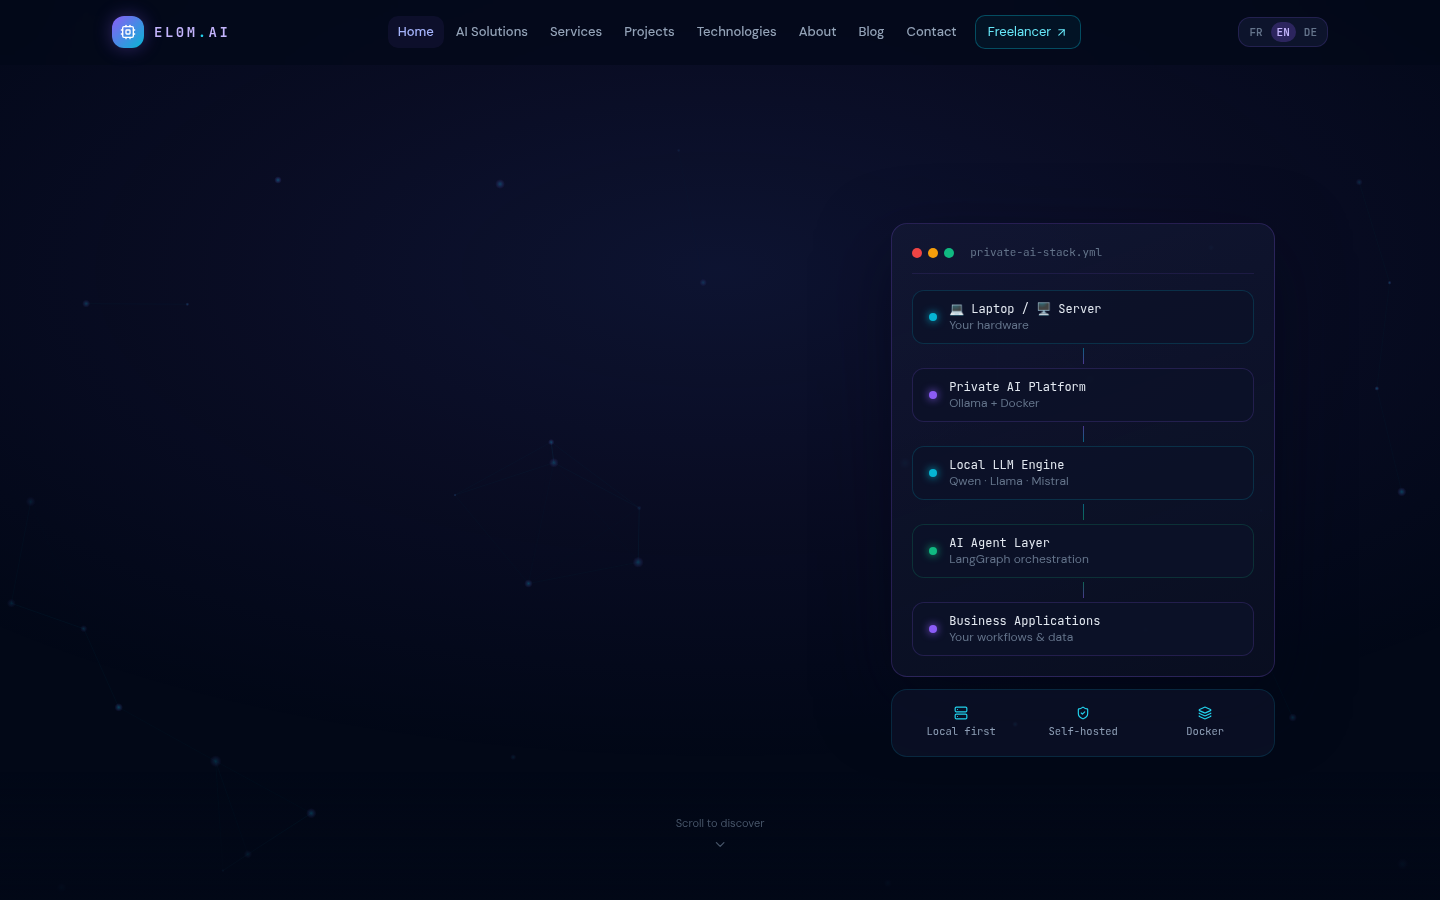 EL0M.AI
Home
AI Solutions
Services
Projects
Technologies
About
Blog
Contact
Freelancer
FR
EN
DE
private-ai-stack.yml
💻 Laptop / 🖥️ Server
Your hardware
Private AI Platform
Ollama + Docker
Local LLM Engine
Qwen · Llama · Mistral
AI Agent Layer
LangGraph orchestration
Business Applications
Your workflows & data
Local first
Self-hosted
Docker
Scroll to discover